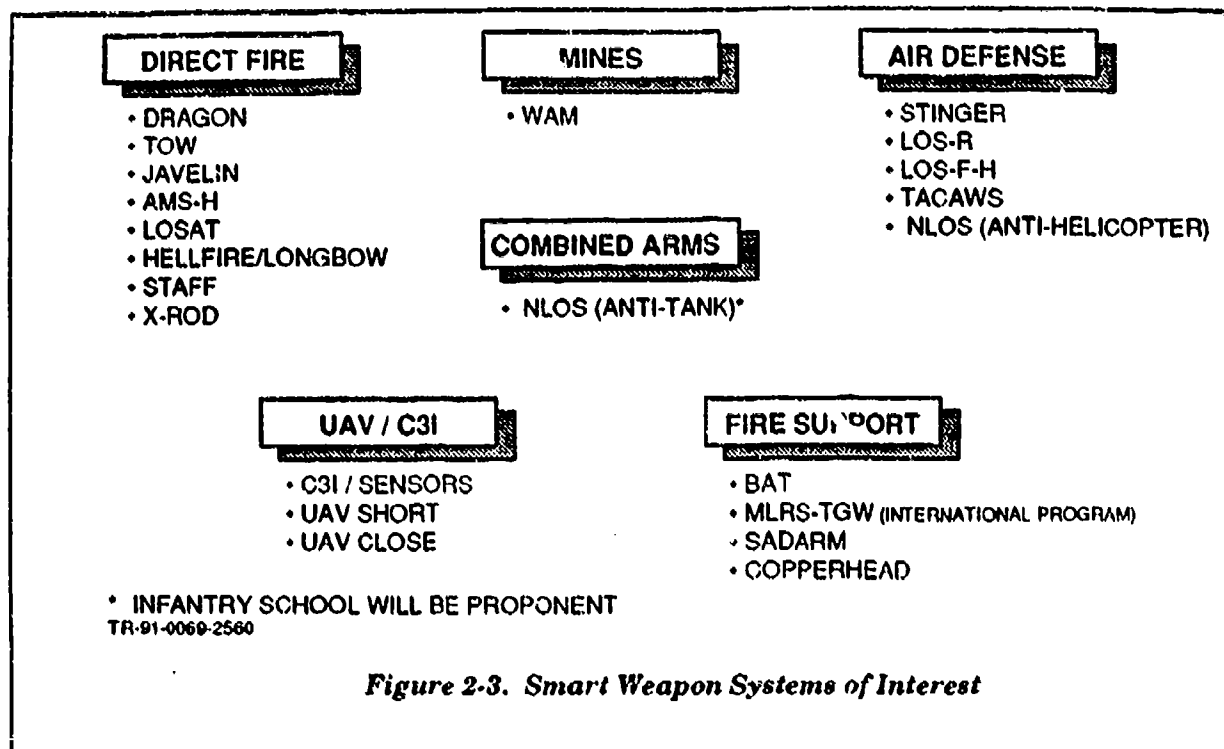 DIRECT FIRE
• DRAGON
• TOW
• JAVELIN
• AMS-H
• LOSAT
• HELLFIRE/LONGBOW
• STAFF
• X-ROD
MINES
• WAM
COMBINED ARMS
• NLOS (ANTI-TANK)*
AIR DEFENSE
• STINGER
• LOS-R
• LOS-F-H
• TACAWS
• NLOS (ANTI-HELICOPTER)
UAV / C3I
• C3I / SENSORS
• UAV SHORT
• UAV CLOSE
FIRE SUPPORT
• BAT
• MLRS-TGW (INTERNATIONAL PROGRAM)
• SADARM
• COPPERHEAD
* INFANTRY SCHOOL WILL BE PROPONENT
TR-91-0069-2560
Figure 2-3. Smart Weapon Systems of Interest